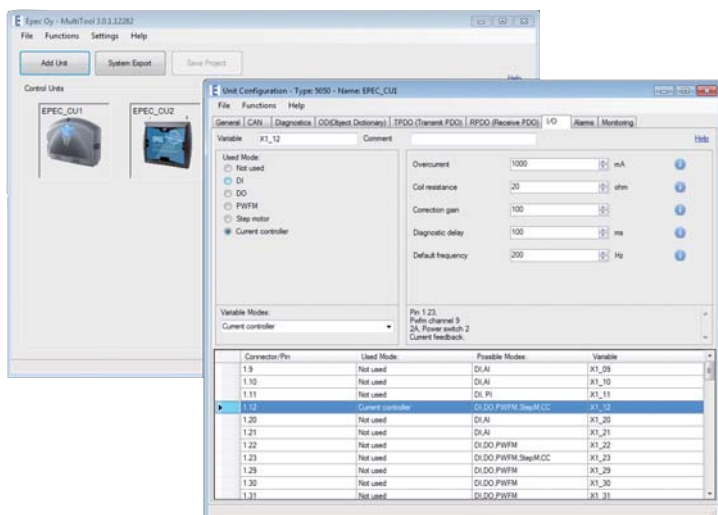 Epec Oy - MultiTool 3.0.1.12282
File Functions Settings Help
Add Unit System Export Save Project
Control Units
EPEC_CU1 EPEC_CU2
Unit Configuration - Type: 5050 - Name: EPEC_CU1
File Functions Help
General CAN Diagnostics OD(Object Dictionary) TPDO (Transmit PDO) RPDO (Receive PDO) I/O Alarms Monitoring
Variable X1_12 Comment Help
Used Mode:
Not used
DI
DO
PWFM
Step motor
Current controller
Overcurrent 1000 mA
Coil resistance 20 ohm
Correction gain 100
Diagnostic delay 100 ms
Default frequency 200 Hz
Variable Modes:
Current controller
Pin 1.23,
Pwfm channel 9
2A, Power switch 2
Current feedback.
Connector/Pin Used Mode: Possible Modes: Variable
1.9 Not used DI,AI X1_09
1.10 Not used DI,AI X1_10
1.11 Not used DI, PI X1_11
1.12 Current controller DI,DO,PWFM,StepM,CC X1_12
1.20 Not used DI,AI X1_20
1.21 Not used DI,AI X1_21
1.22 Not used DI,DO,PWFM X1_22
1.23 Not used DI,DO,PWFM,StepM,CC X1_23
1.29 Not used DI,DO,PWFM X1_29
1.30 Not used DI,DO,PWFM X1_30
1.31 Not used DI,DO,PWFM X1_31